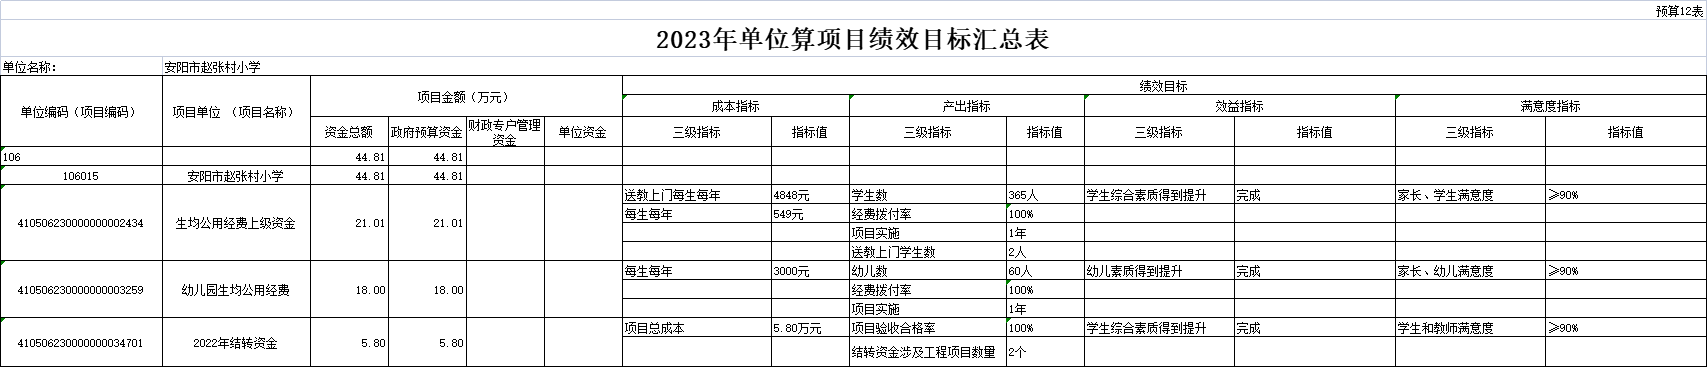 预算12表
2023年单位算项目绩效目标汇总表
单位名称: 安阳市赵张村小学
单位编码（项目编码） 项目单位 （项目名称） 项目金额（万元） 绩效目标
成本指标 产出指标 效益指标 满意度指标
资金总额 政府预算资金 财政专户管理资金 单位资金 三级指标 指标值 三级指标 指标值 三级指标 指标值 三级指标 指标值
106 44.81 44.81
106015 安阳市赵张村小学 44.81 44.81
410506230000000002434 生均公用经费上级资金 21.01 21.01 送教上门每生每年 4848元 学生数 365人 学生综合素质得到提升 完成 家长、学生满意度 ≥90%
每生每年 549元 经费拨付率 100%
项目实施 1年
送教上门学生数 2人
410506230000000003259 幼儿园生均公用经费 18.00 18.00 每生每年 3000元 幼儿数 60人 幼儿素质得到提升 完成 家长、幼儿满意度 ≥90%
经费拨付率 100%
项目实施 1年
410506230000000034701 2022年结转资金 5.80 5.80 项目总成本 5.80万元 项目验收合格率 100% 学生综合素质得到提升 完成 学生和教师满意度 ≥90%
结转资金涉及工程项目数量 2个